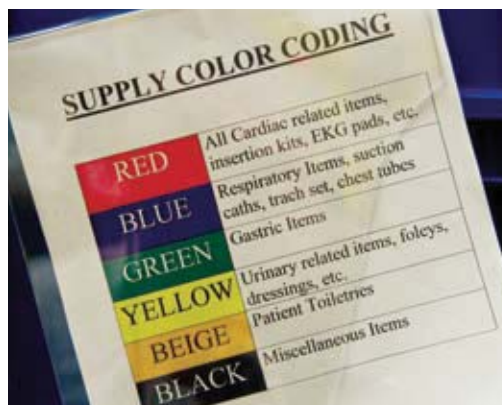 SUPPLY COLOR CODING
RED
All Cardiac related items,
insertion kits, EKG pads, etc.
BLUE
Respiratory Items, suction
caths, trach set, chest tubes
GREEN
Gastric Items
YELLOW
Urinary related items, foleys,
dressings, etc.
BEIGE
Patient Toiletries
BLACK
Miscellaneous Items